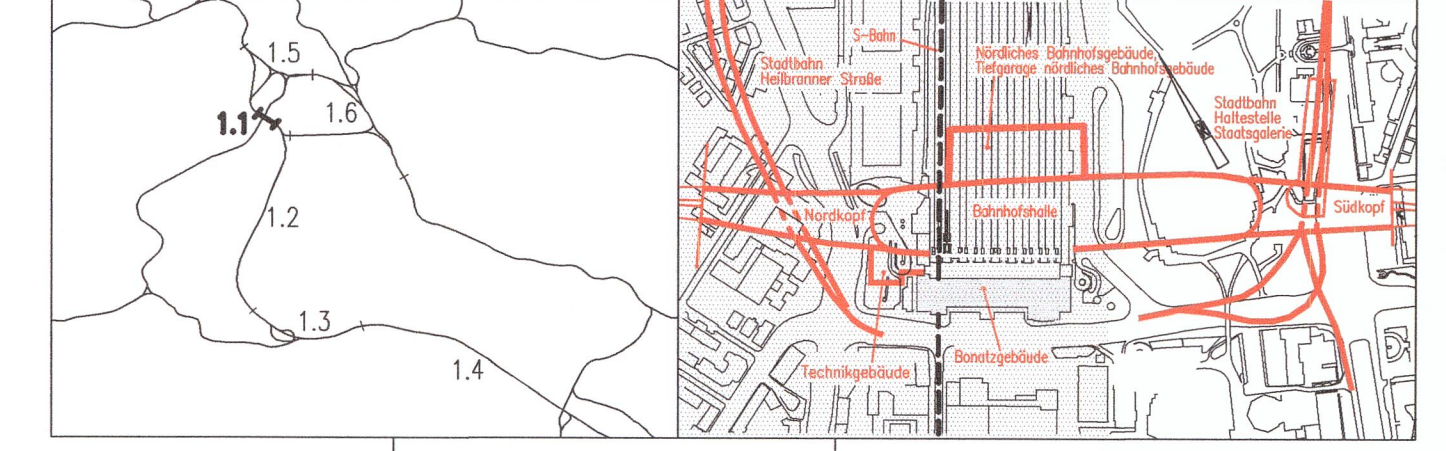 1.5
1.6
1.1
1.2
1.3
1.4
S-Bahn
Nördliches Bahnhofsgebäude,
Tiefgarage nördliches Bahnhofsgebäude
Stadtbahn
Heilbronner Straße
Stadtbahn
Haltestelle
Staatsgalerie
Nordkopf
Bahnhofshalle
Südkopf
Technikgebäude
Bonatzgebäude